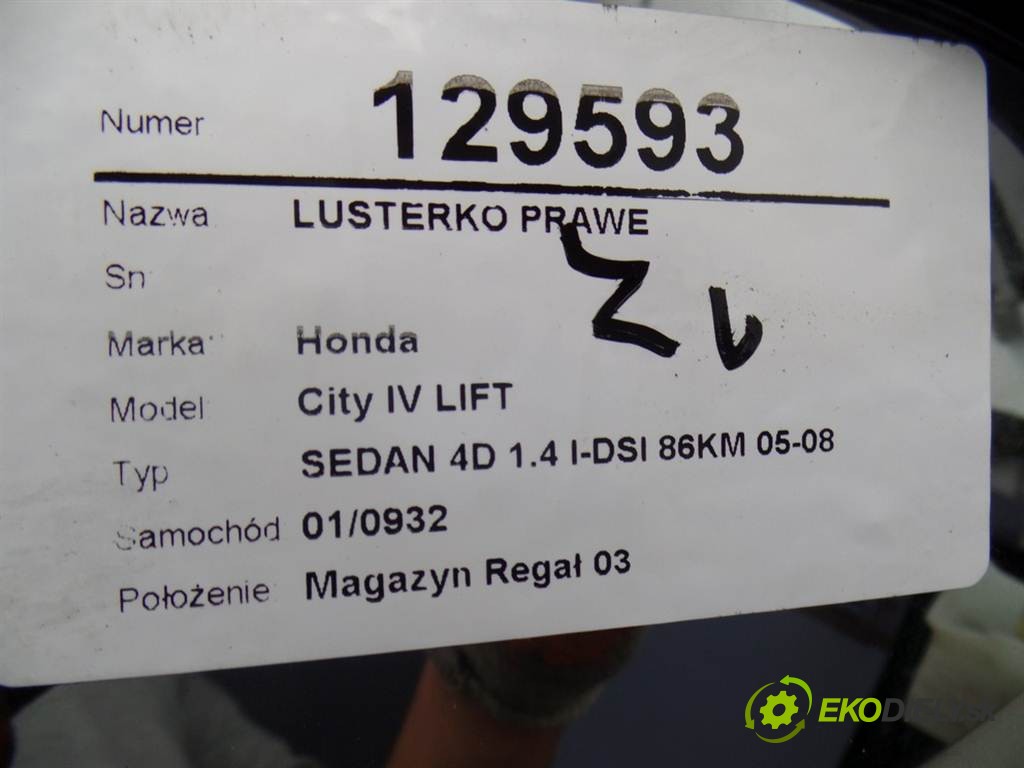 Numer 129593
Nazwa LUSTERKO PRAWE
Sn
Marka Honda
Model City IV LIFT
Typ SEDAN 4D 1.4 I-DSI 86KM 05-08
Samochód 01/0932
Położenie Magazyn Regał 03